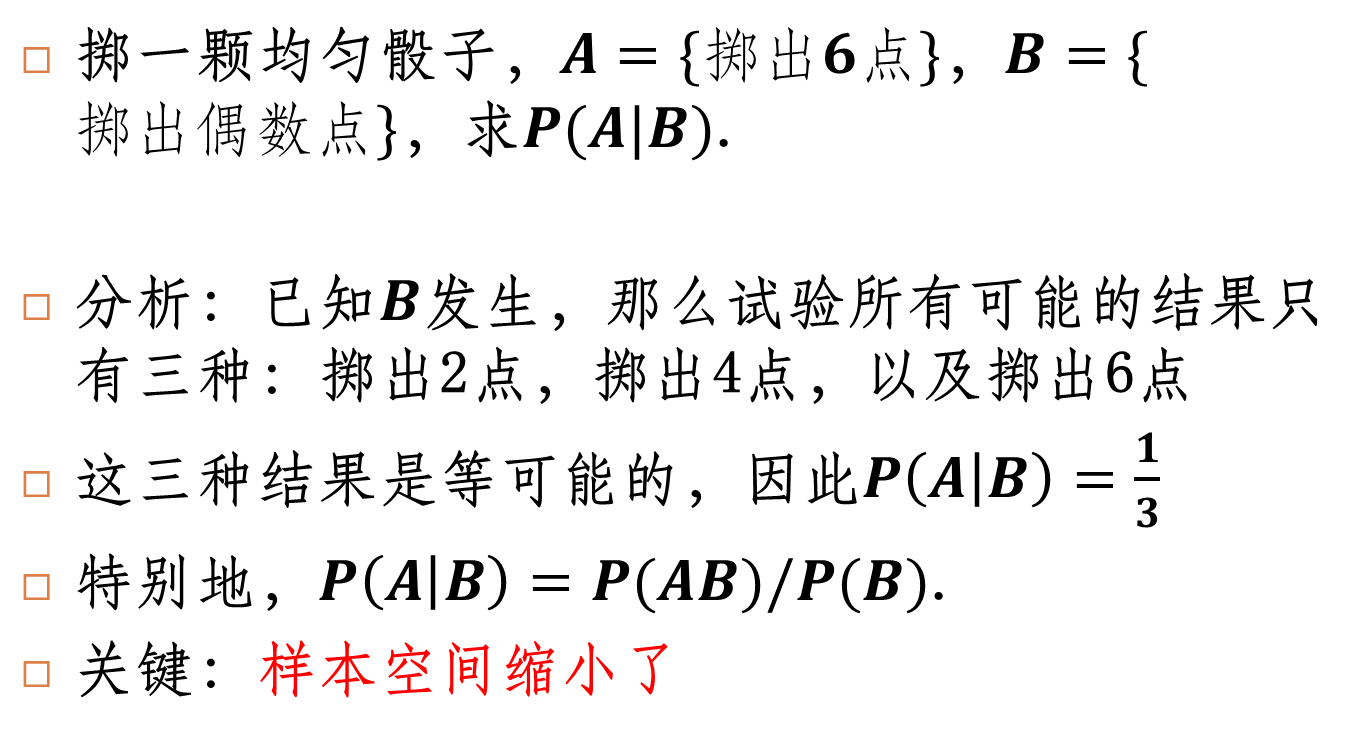 □ 掷一颗均匀骰子，A = {掷出6点}，B = {
掷出偶数点}，求P(A|B).
□ 分析：已知B发生，那么试验所有可能的结果只
有三种：掷出2点，掷出4点，以及掷出6点
□ 这三种结果是等可能的，因此P(A|B) = 1/3
□ 特别地，P(A|B) = P(AB)/P(B).
□ 关键：样本空间缩小了